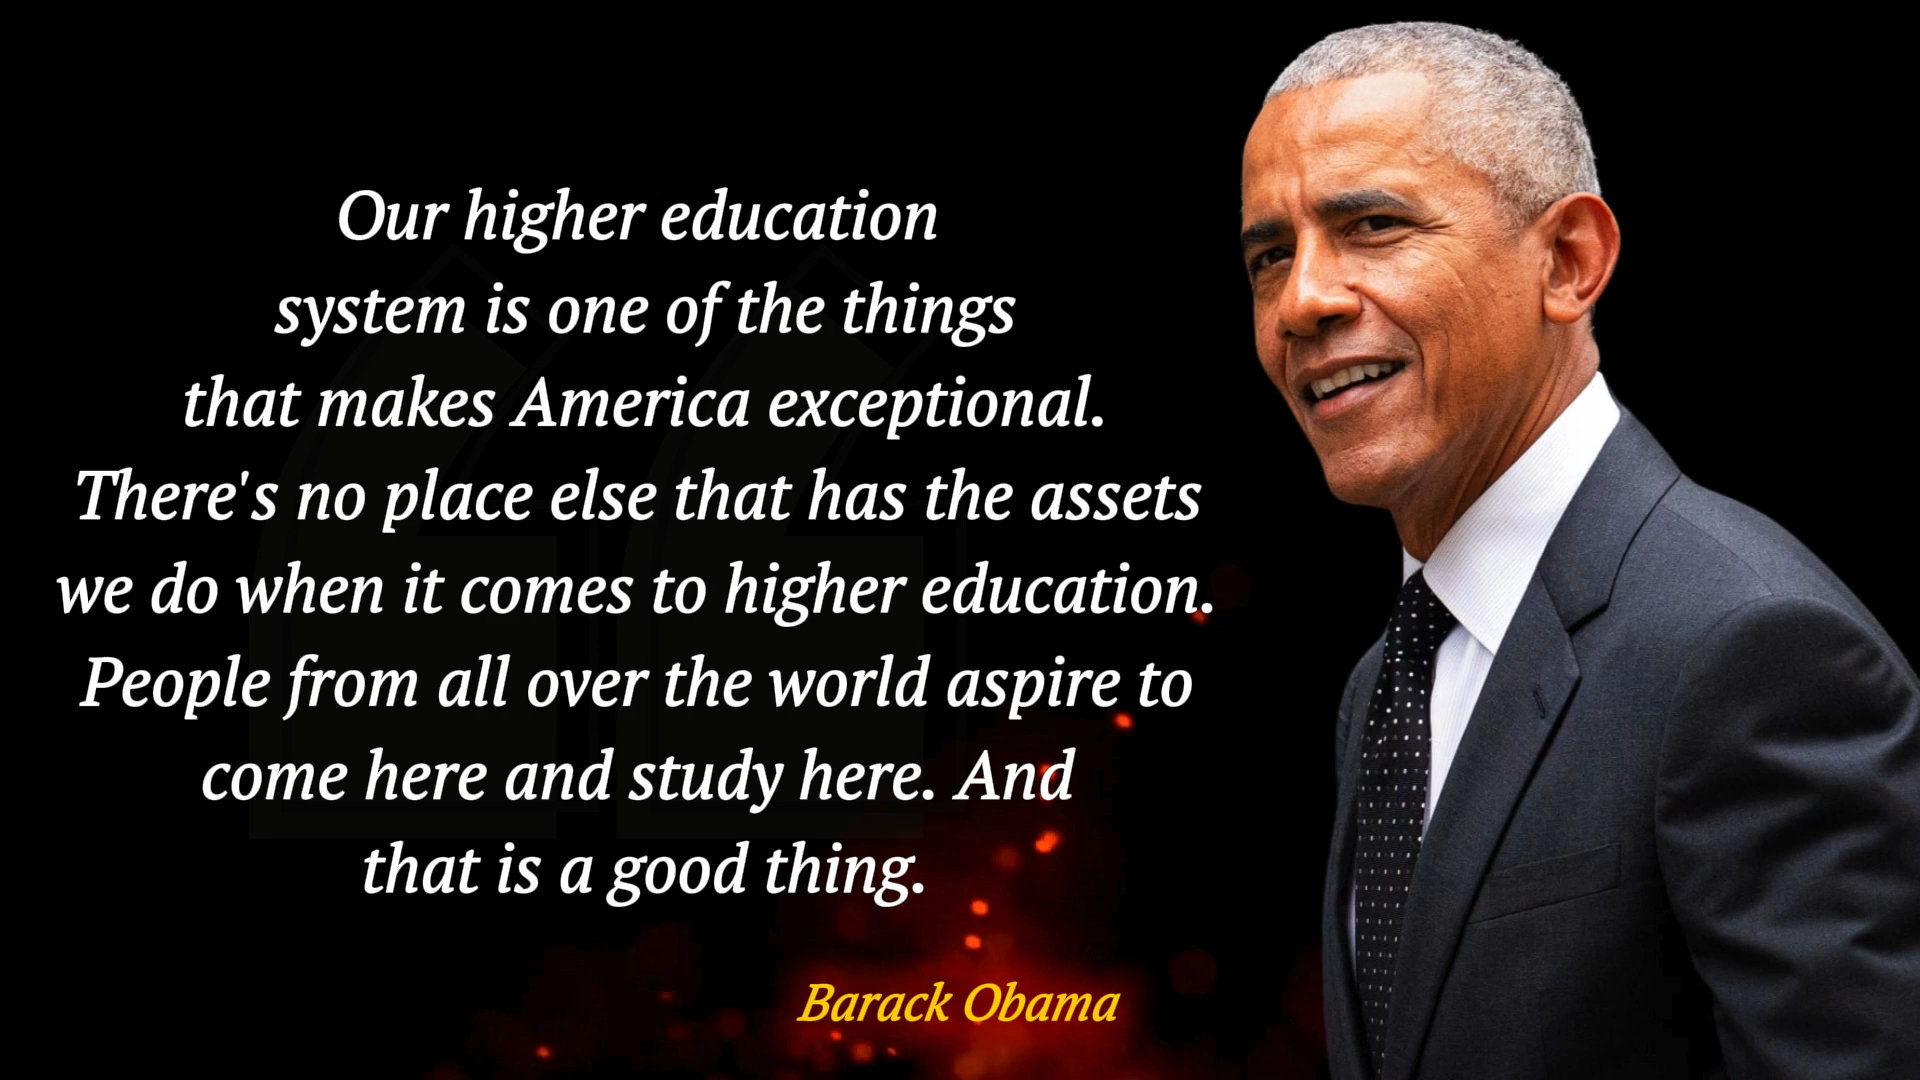 Our higher education
system is one of the things
that makes America exceptional.
There's no place else that has the assets
we do when it comes to higher education.
People from all over the world aspire to
come here and study here. And
that is a good thing.
Barack Obama